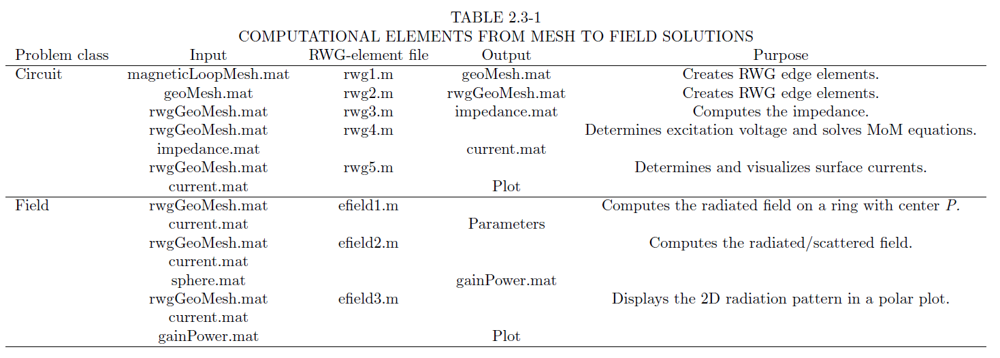 TABLE 2.3-1
COMPUTATIONAL ELEMENTS FROM MESH TO FIELD SOLUTIONS
Problem class Input RWG-element file Output Purpose
Circuit magneticLoopMesh.mat rwg1.m geoMesh.mat Creates RWG edge elements.
geoMesh.mat rwg2.m rwgGeoMesh.mat Creates RWG edge elements.
rwgGeoMesh.mat rwg3.m impedance.mat Computes the impedance.
rwgGeoMesh.mat rwg4.m Determines excitation voltage and solves MoM equations.
impedance.mat current.mat
rwgGeoMesh.mat rwg5.m Determines and visualizes surface currents.
current.mat Plot
Field rwgGeoMesh.mat efield1.m Computes the radiated field on a ring with center P.
current.mat Parameters
rwgGeoMesh.mat efield2.m Computes the radiated/scattered field.
current.mat
sphere.mat gainPower.mat
rwgGeoMesh.mat efield3.m Displays the 2D radiation pattern in a polar plot.
current.mat
gainPower.mat Plot